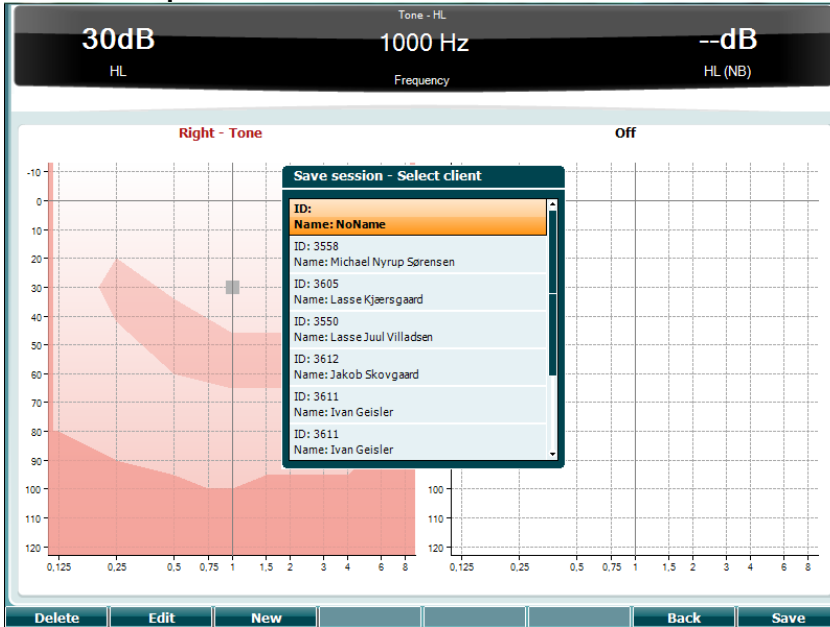 Tone - HL
30dB
1000 Hz
--dB
HL
Frequency
HL (NB)
Right - Tone
Off
Save session - Select client
ID:
Name: NoName
ID: 3558
Name: Michael Nyrup Sørensen
ID: 3605
Name: Lasse Kjærsgaard
ID: 3550
Name: Lasse Juul Villadsen
ID: 3612
Name: Jakob Skovgaard
ID: 3611
Name: Ivan Geisler
ID: 3611
Name: Ivan Geisler
-10
0
10
20
30
40
50
60
70
80
90
100
110
120
0,125 0,25 0,5 0,75 1 1,5 2 3 4 6 8
100
110
120
0,125 0,25 0,5 0,75 1 1,5 2 3 4 6 8
Delete Edit New Back Save